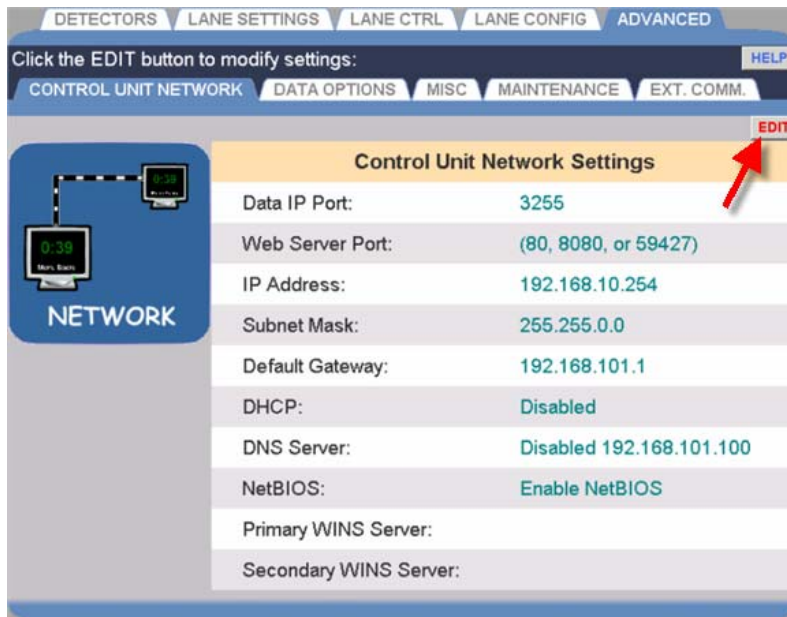 DETECTORS LANE SETTINGS LANE CTRL LANE CONFIG ADVANCED
Click the EDIT button to modify settings: HELP
CONTROL UNIT NETWORK DATA OPTIONS MISC MAINTENANCE EXT. COMM.
EDIT
Control Unit Network Settings
0:39
0:39
NETWORK
Data IP Port: 3255
Web Server Port: (80, 8080, or 59427)
IP Address: 192.168.10.254
Subnet Mask: 255.255.0.0
Default Gateway: 192.168.101.1
DHCP: Disabled
DNS Server: Disabled 192.168.101.100
NetBIOS: Enable NetBIOS
Primary WINS Server:
Secondary WINS Server: